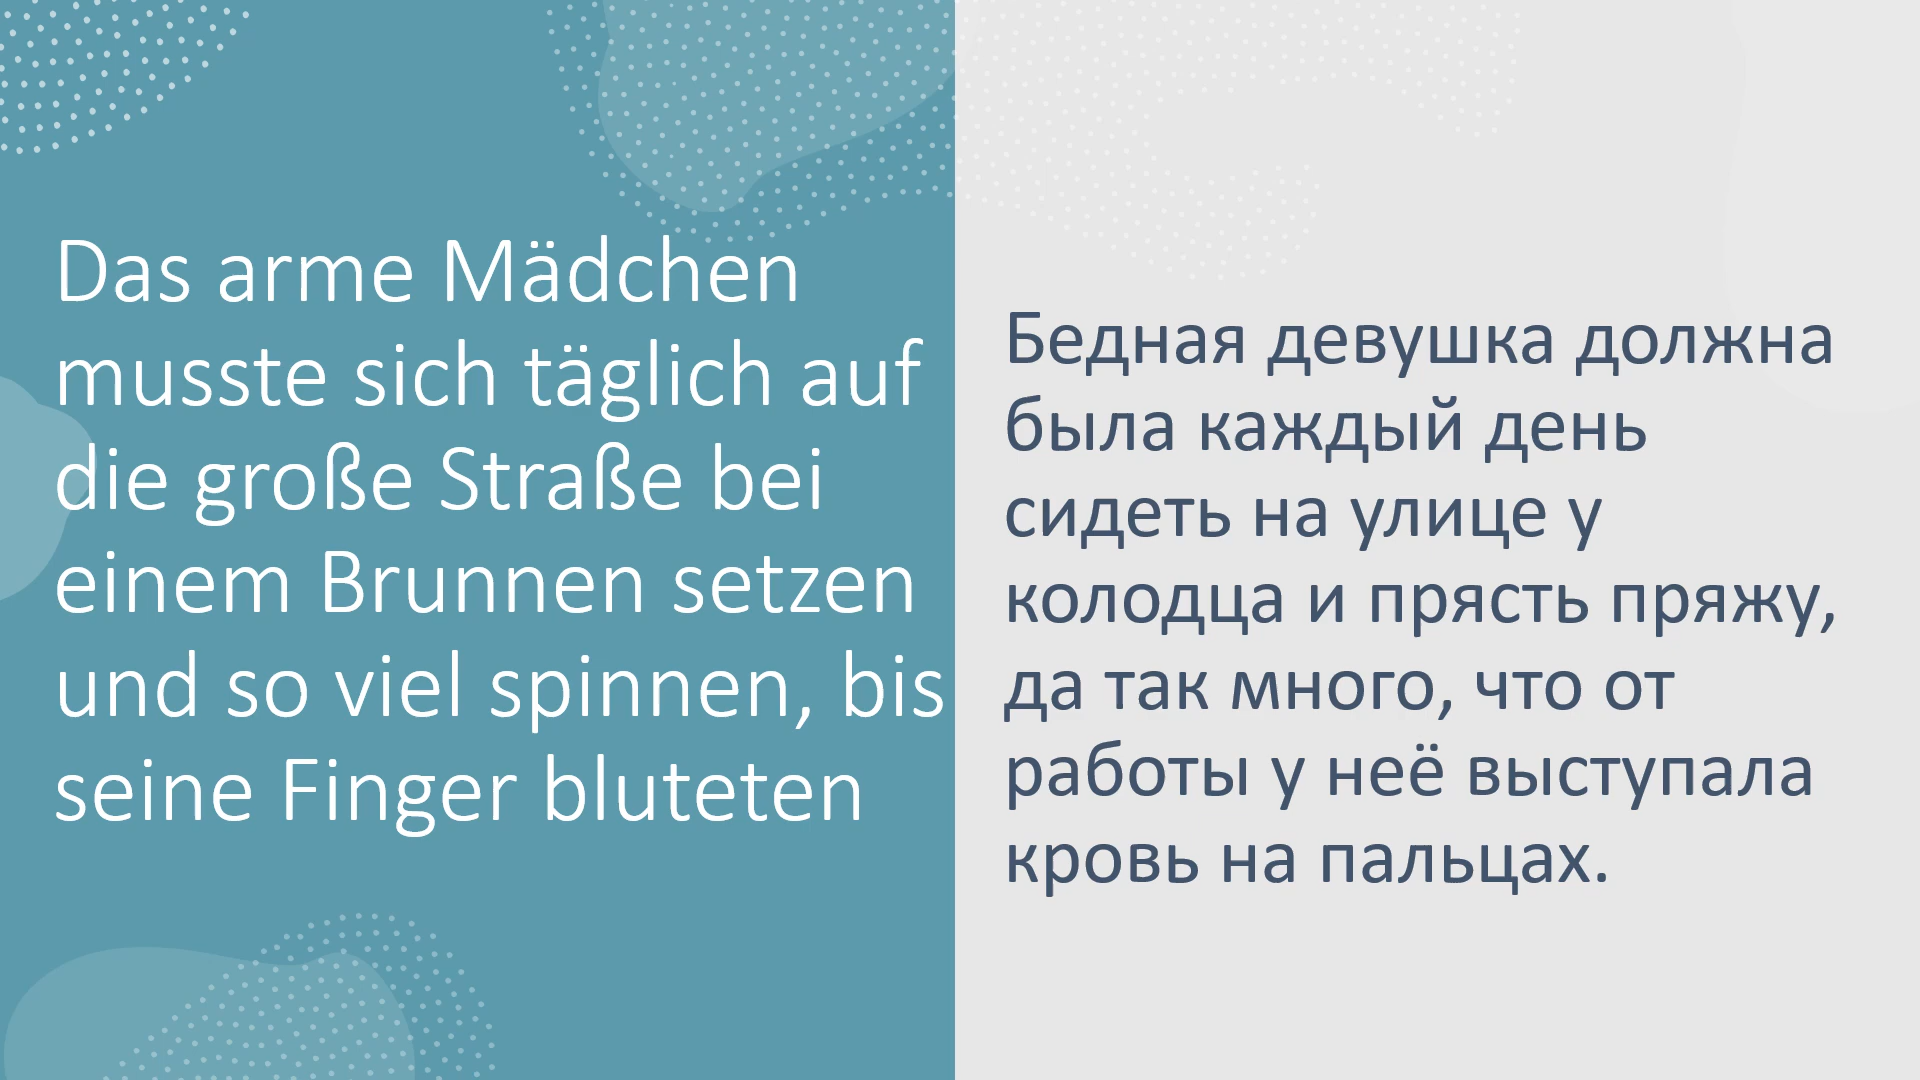 Das arme Mädchen
musste sich täglich auf
die große Straße bei
einem Brunnen setzen
und so viel spinnen, bis
seine Finger bluteten
Бедная девушка должна
была каждый день
сидеть на улице у
колодца и прясть пряжу,
да так много, что от
работы у неё выступала
кровь на пальцах.